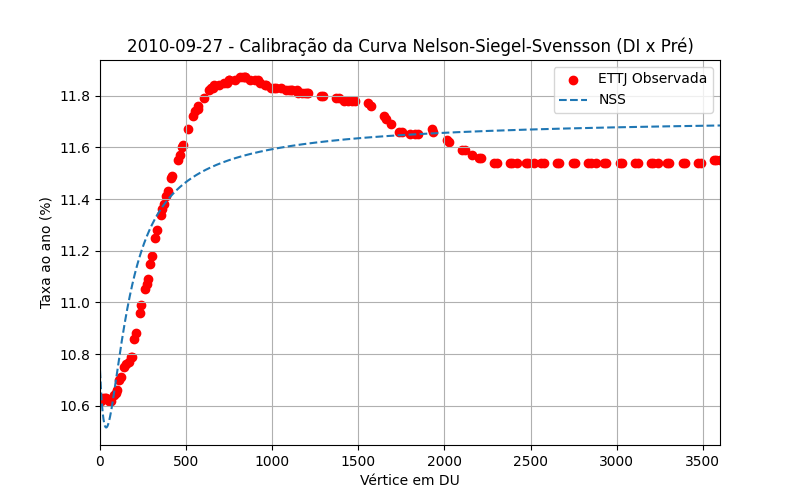 2010-09-27 - Calibração da Curva Nelson-Siegel-Svensson (DI x Pré)
ETTJ Observada
NSS
Taxa ao ano (%)
11.8
11.6
11.4
11.2
11.0
10.8
10.6
0 500 1000 1500 2000 2500 3000 3500
Vértice em DU